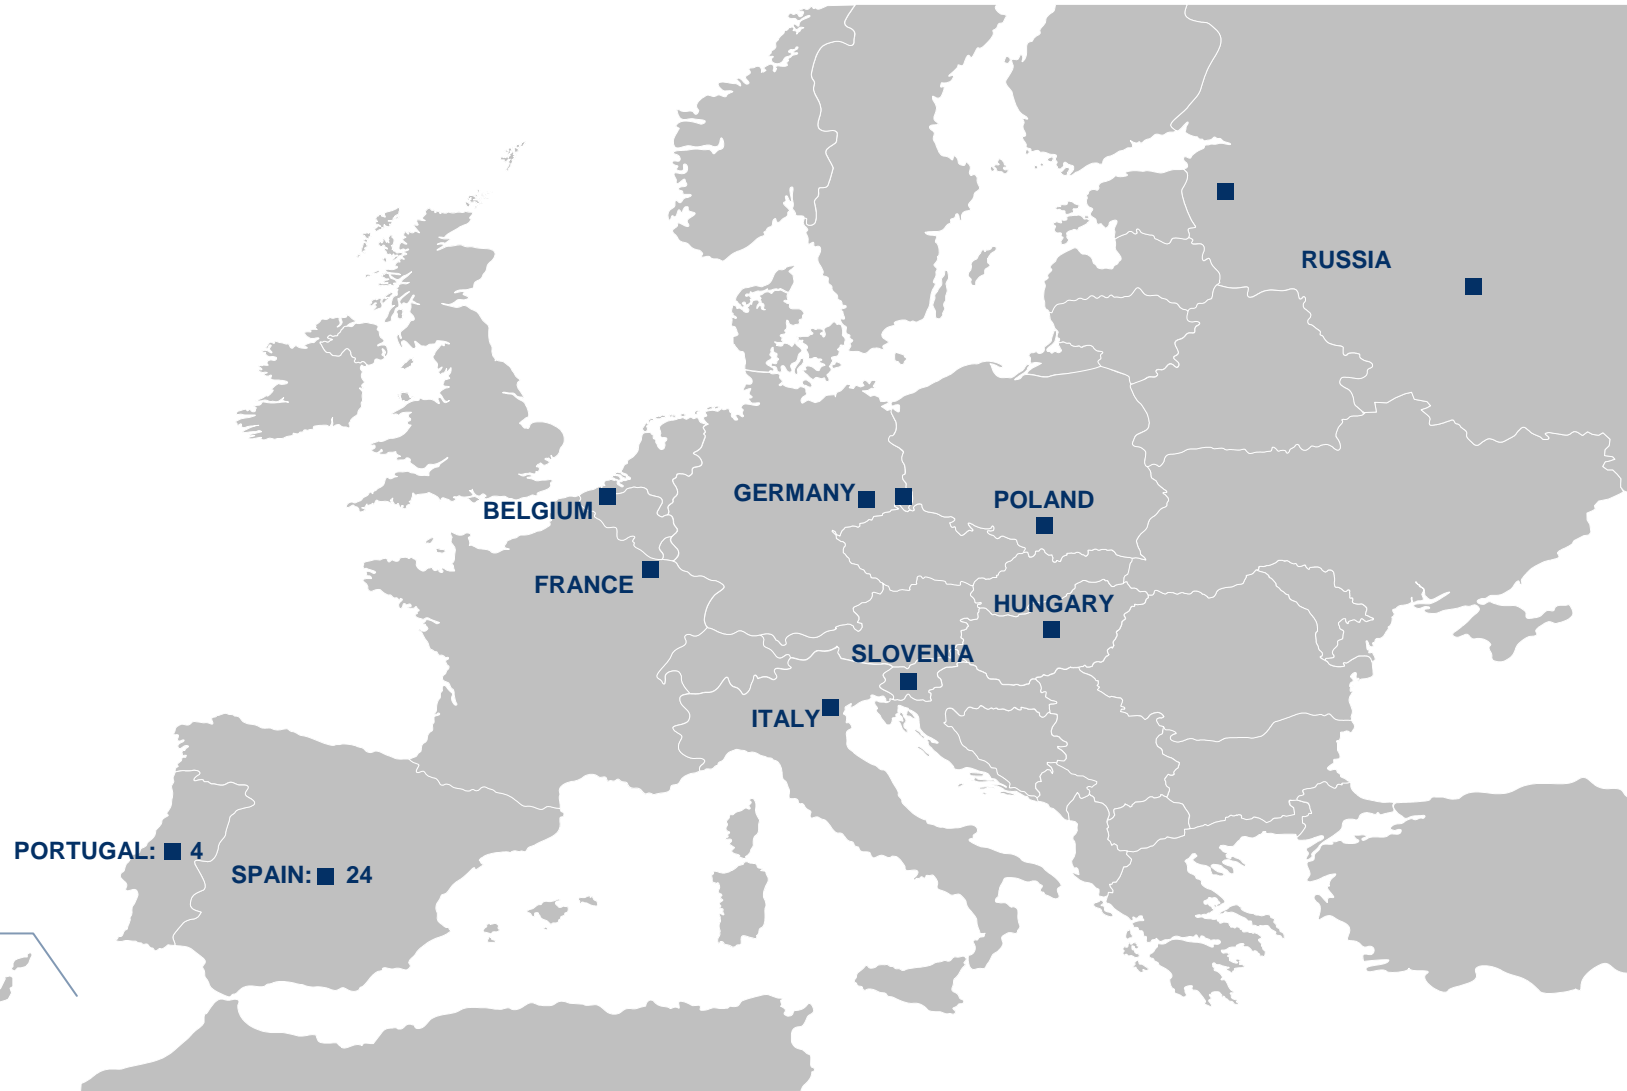 RUSSIA
GERMANY
POLAND
BELGIUM
FRANCE
HUNGARY
SLOVENIA
ITALY
PORTUGAL: 4
SPAIN: 24